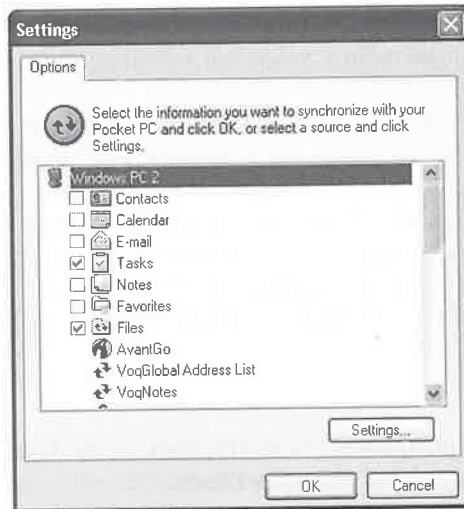 Settings
Options
Select the information you want to synchronize with your
Pocket PC and click OK, or select a source and click
Settings.
Windows PC 2
Contacts
Calendar
E-mail
Tasks
Notes
Favorites
Files
AvantGo
VoqGlobal Address List
VoqNotes
Settings...
OK
Cancel